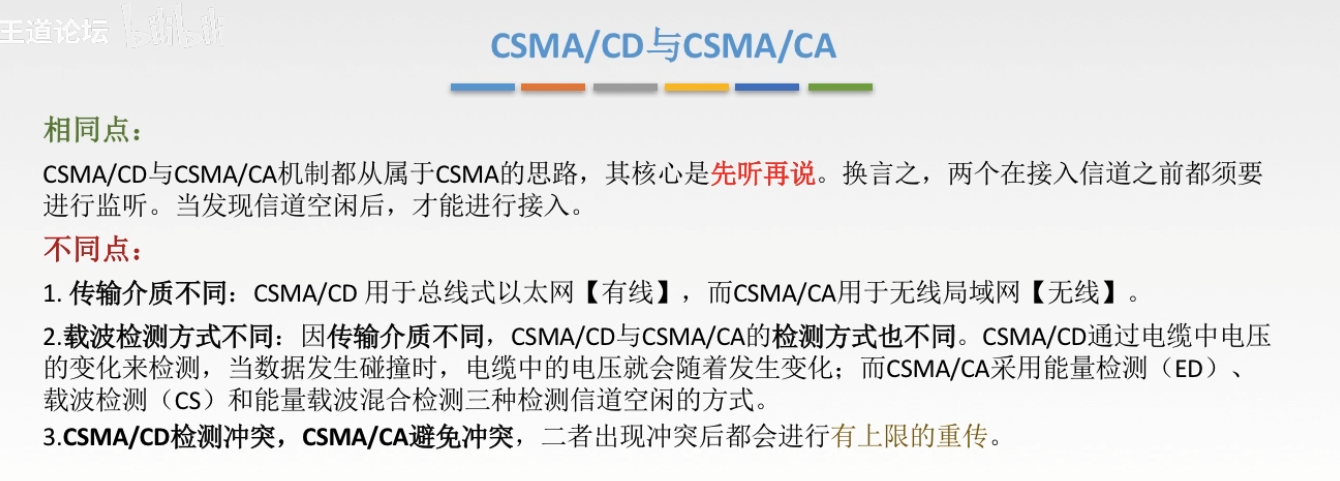 王道论坛
CSMA/CD与CSMA/CA
相同点：
CSMA/CD与CSMA/CA机制都从属于CSMA的思路，其核心是先听再说。换言之，两个在接入信道之前都须要
进行监听。当发现信道空闲后，才能进行接入。
不同点：
1. 传输介质不同：CSMA/CD 用于总线式以太网【有线】，而CSMA/CA用于无线局域网【无线】。
2.载波检测方式不同：因传输介质不同，CSMA/CD与CSMA/CA的检测方式也不同。CSMA/CD通过电缆中电压
的变化来检测，当数据发生碰撞时，电缆中的电压就会随着发生变化；而CSMA/CA采用能量检测（ED）、
载波检测（CS）和能量载波混合检测三种检测信道空闲的方式。
3.CSMA/CD检测冲突，CSMA/CA避免冲突，二者出现冲突后都会进行有上限的重传。